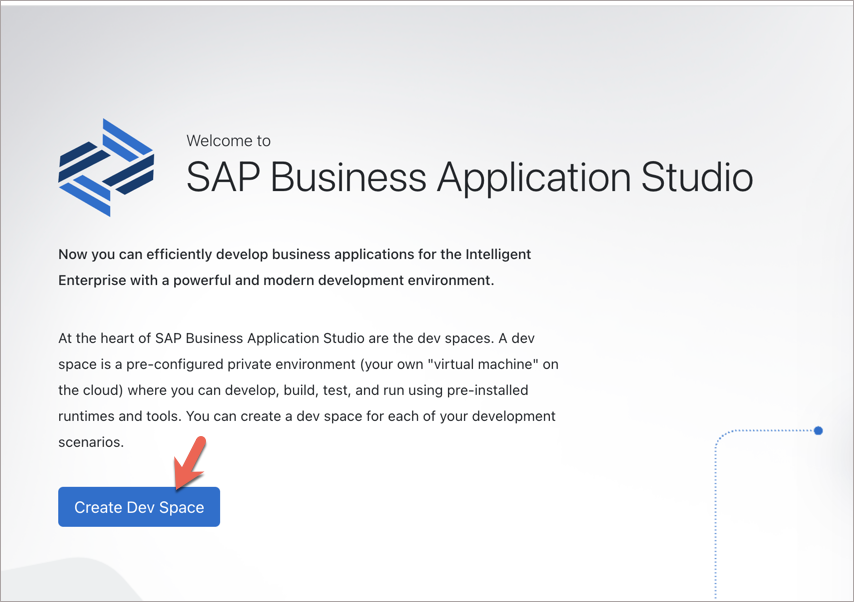 Welcome to
SAP Business Application Studio
Now you can efficiently develop business applications for the Intelligent
Enterprise with a powerful and modern development environment.
At the heart of SAP Business Application Studio are the dev spaces. A dev
space is a pre-configured private environment (your own "virtual machine" on
the cloud) where you can develop, build, test, and run using pre-installed
runtimes and tools. You can create a dev space for each of your development
scenarios.
Create Dev Space